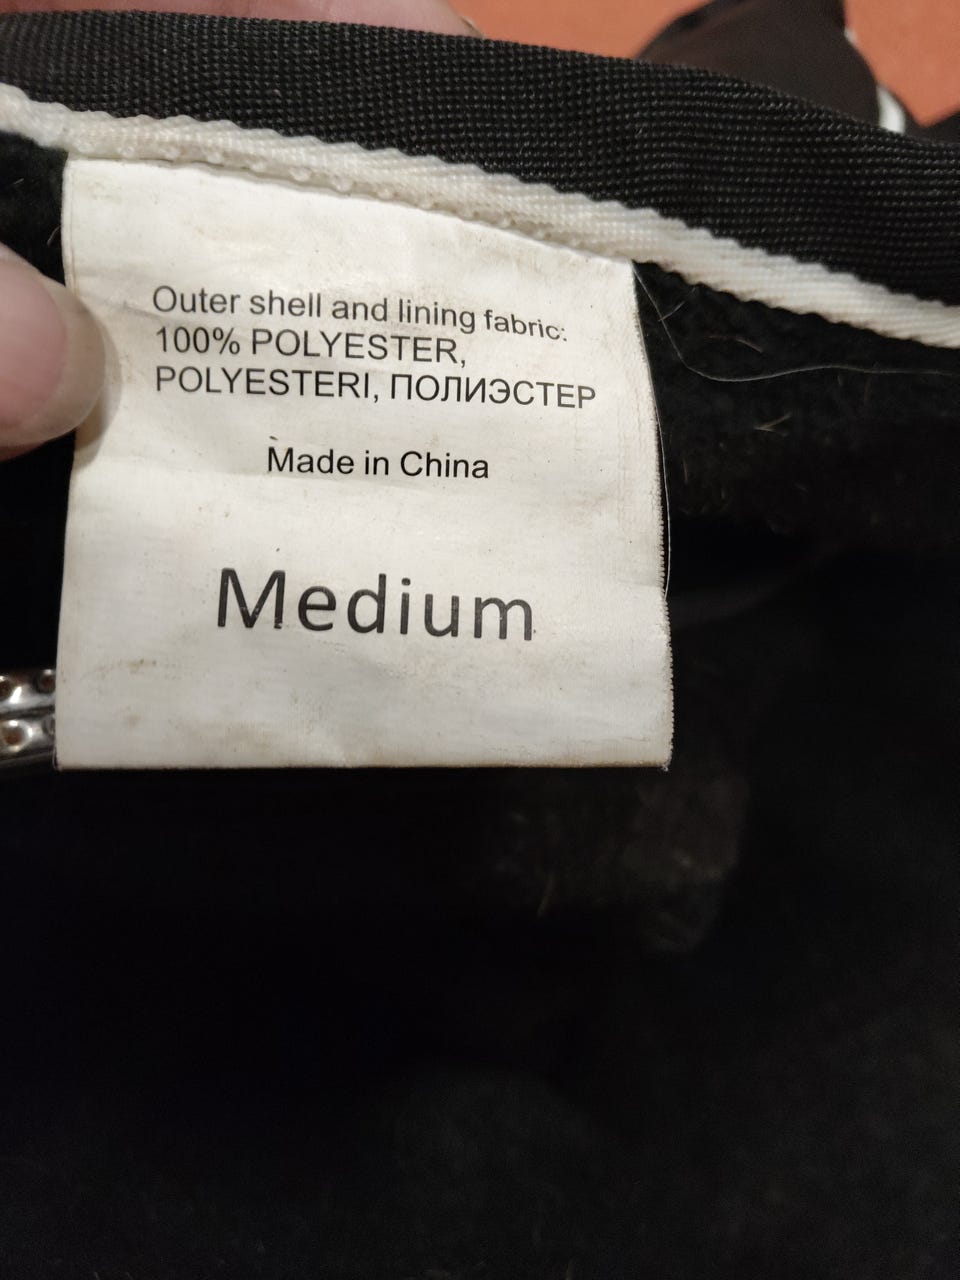 Outer shell and lining fabric:
100% POLYESTER,
POLYESTERI, ПОЛИЭСТЕР
Made in China
Medium